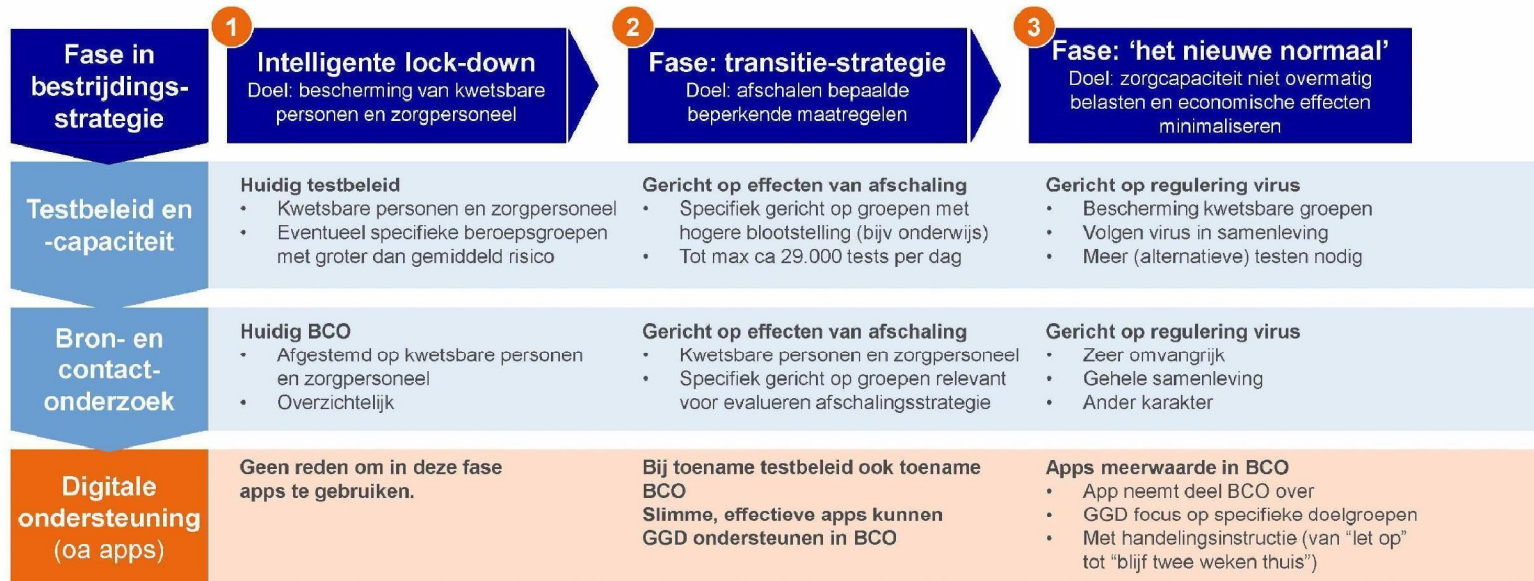 Fase in
bestrijdings-
strategie
1
Intelligente lock-down
Doel: bescherming van kwetsbare
personen en zorgpersoneel
2
Fase: transitie-strategie
Doel: afschalen bepaalde
beperkende maatregelen
3
Fase: ‘het nieuwe normaal’
Doel: zorgcapaciteit niet overmatig
belasten en economische effecten
minimaliseren
Testbeleid en
-capaciteit
Huidig testbeleid
• Kwetsbare personen en zorgpersoneel
• Eventueel specifieke beroepsgroepen
met groter dan gemiddeld risico
Gericht op effecten van afschaling
• Specifiek gericht op groepen met
hogere blootstelling (bijv onderwijs)
• Tot max ca 29.000 tests per dag
Gericht op regulering virus
• Bescherming kwetsbare groepen
• Volgen virus in samenleving
• Meer (alternatieve) testen nodig
Bron- en
contact-
onderzoek
Huidig BCO
• Afgestemd op kwetsbare personen
en zorgpersoneel
• Overzichtelijk
Gericht op effecten van afschaling
• Kwetsbare personen en zorgpersoneel
• Specifiek gericht op groepen relevant
voor evalueren afschalingsstrategie
Gericht op regulering virus
• Zeer omvangrijk
• Gehele samenleving
• Ander karakter
Digitale
ondersteuning
(oa apps)
Geen reden om in deze fase
apps te gebruiken.
Bij toename testbeleid ook toename
BCO
Slimme, effectieve apps kunnen
GGD ondersteunen in BCO
Apps meerwaarde in BCO
• App neemt deel BCO over
• GGD focus op specifieke doelgroepen
• Met handelingsinstructie (van “let op”
tot “blijf twee weken thuis”)